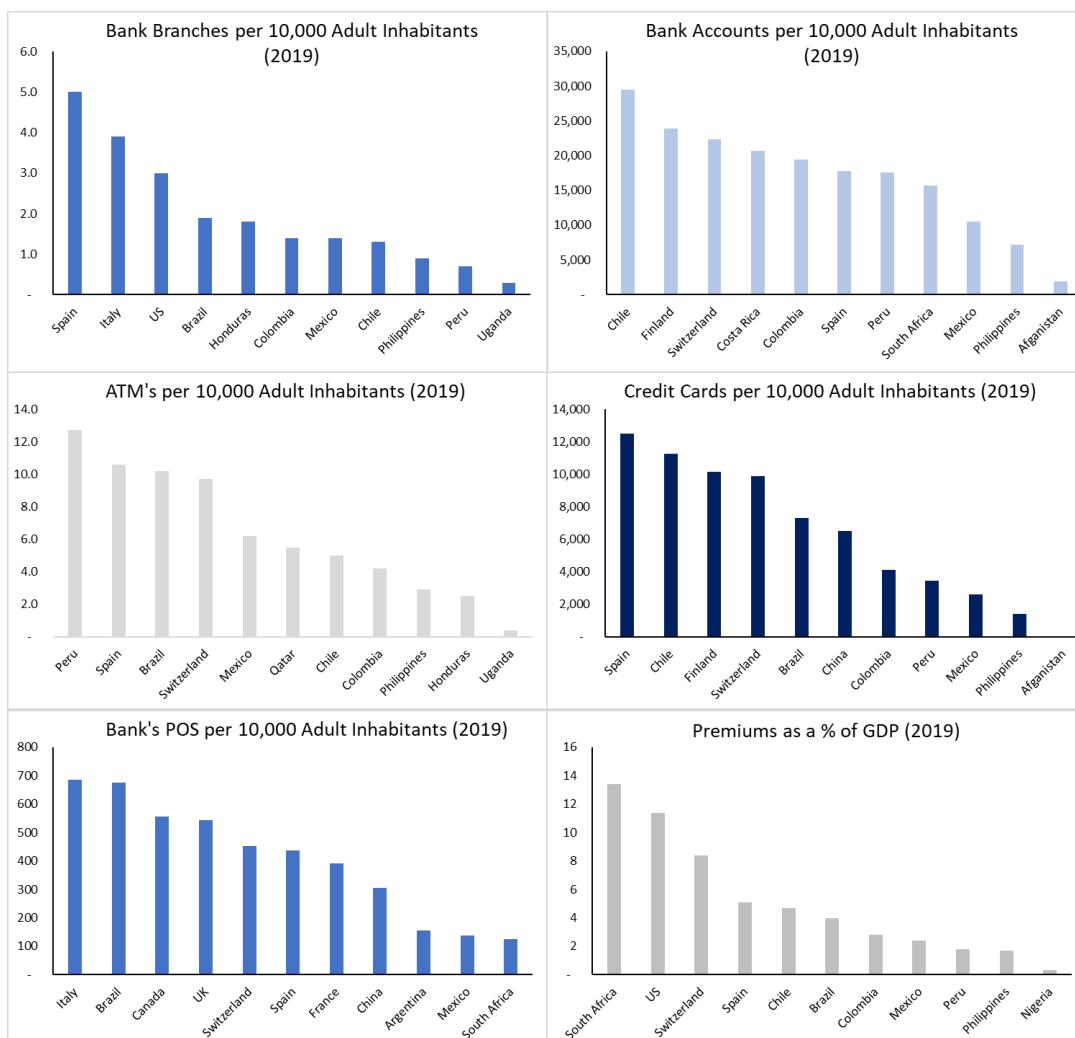 Bank Branches per 10,000 Adult Inhabitants
(2019)
6.0
5.0
4.0
3.0
2.0
1.0
-
Spain
Italy
US
Brazil
Honduras
Colombia
Mexico
Chile
Philippines
Peru
Uganda
Bank Accounts per 10,000 Adult Inhabitants
(2019)
35,000
30,000
25,000
20,000
15,000
10,000
5,000
-
Chile
Finland
Switzerland
Costa Rica
Colombia
Spain
Peru
South Africa
Mexico
Philippines
Afganistan
ATM's per 10,000 Adult Inhabitants (2019)
14.0
12.0
10.0
8.0
6.0
4.0
2.0
-
Peru
Spain
Brazil
Switzerland
Mexico
Qatar
Chile
Colombia
Philippines
Honduras
Uganda
Credit Cards per 10,000 Adult Inhabitants (2019)
14,000
12,000
10,000
8,000
6,000
4,000
2,000
-
Spain
Chile
Finland
Switzerland
Brazil
China
Colombia
Peru
Mexico
Philippines
Afganistan
Bank's POS per 10,000 Adult Inhabitants (2019)
800
700
600
500
400
300
200
100
-
Italy
Brazil
Canada
UK
Switzerland
Spain
France
China
Argentina
Mexico
South Africa
Premiums as a % of GDP (2019)
16
14
12
10
8
6
4
2
-
South Africa
US
Switzerland
Spain
Chile
Brazil
Colombia
Mexico
Peru
Philippines
Nigeria